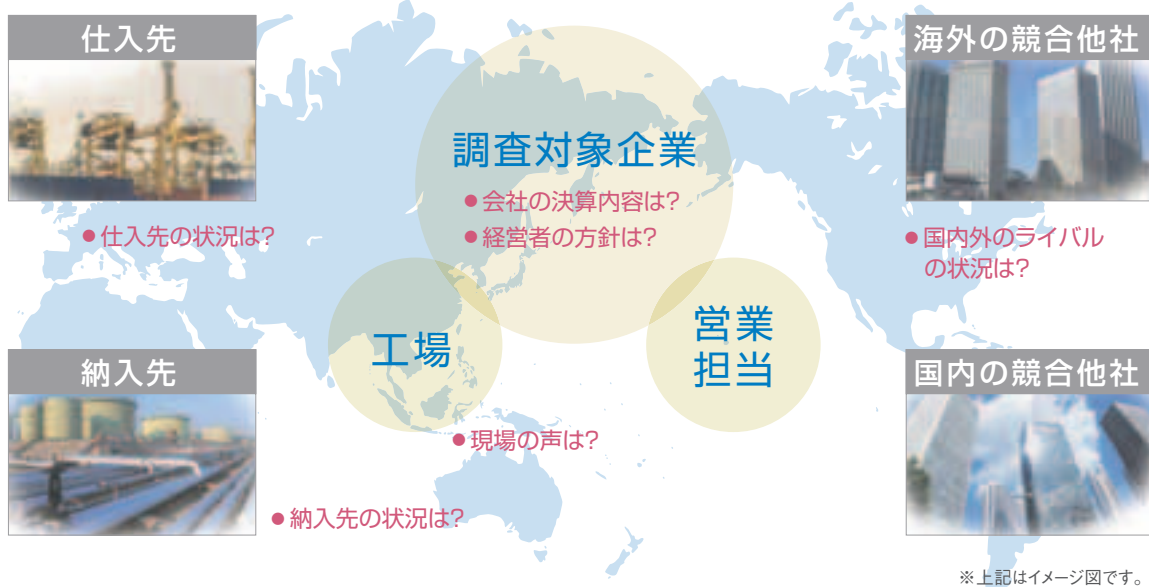 仕入先
●仕入先の状況は?
調査対象企業
●会社の決算内容は?
●経営者の方針は?
海外の競合他社
●国内外のライバル
の状況は?
工場
営業
担当
●現場の声は?
納入先
●納入先の状況は?
国内の競合他社
※上記はイメージ図です。